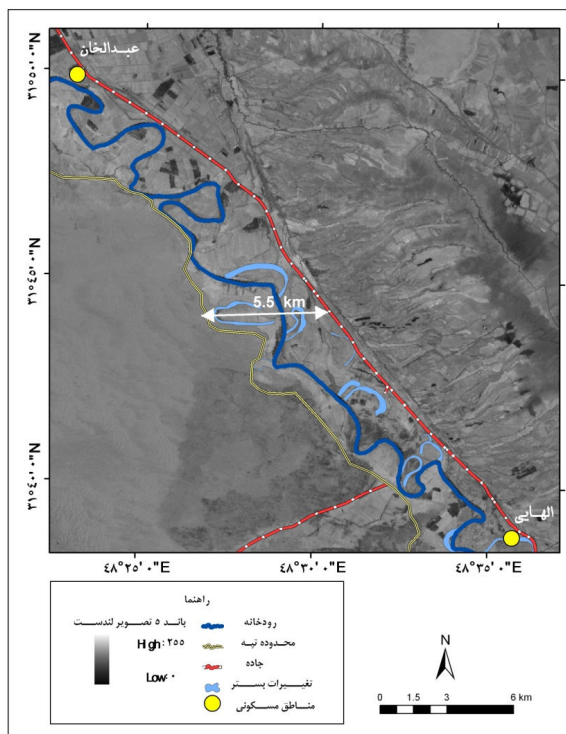 عبدالخان
۳۱°۵۰'۰"N
۳۱°۴۵'۰"N
5.5 km
۳۱°۴۰'۰"N
الهایی
۴۸°۲۵'۰"E
۴۸°۳۰'۰"E
۴۸°۳۵'۰"E
راهنما
رودخانه
باند ۵ تصویر لندست
محدوده تپه
High : ۲۵۵
جاده
Low ۰
تغییرات بستر
مناطق مسکونی
N
0 1.5 3 6 km